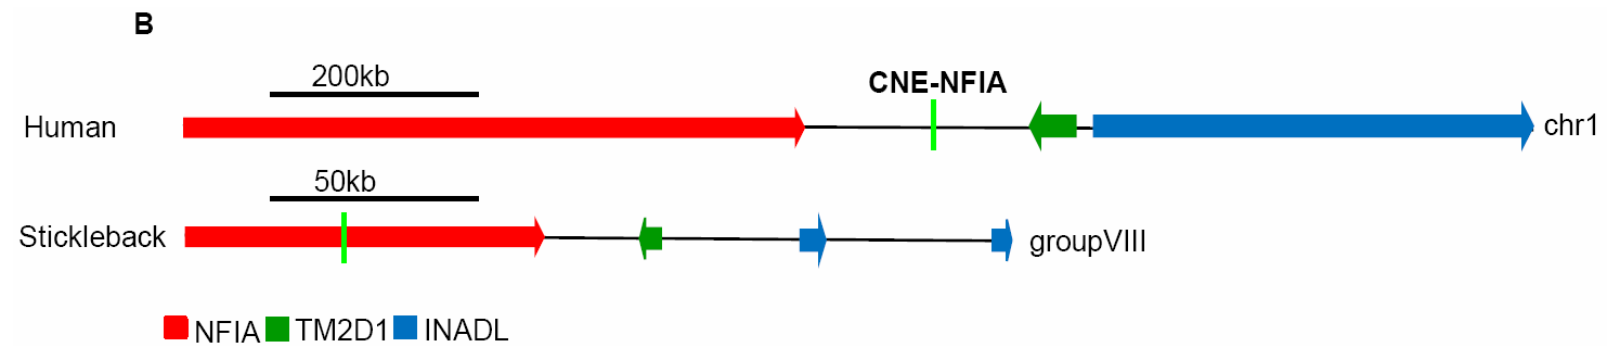 B
200kb
CNE-NFIA
Human
chr1
50kb
Stickleback
groupVIII
NFIA TM2D1 INADL